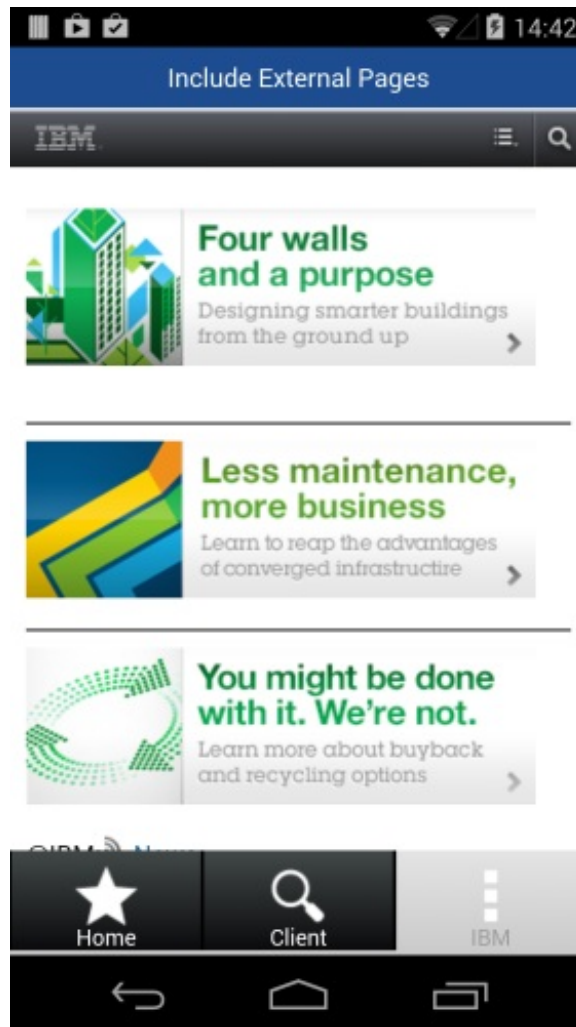 14:42
Include External Pages
IBM.
Four walls
and a purpose
Designing smarter buildings
from the ground up
Less maintenance,
more business
Learn to reap the advantages
of converged infrastructire
You might be done
with it. We're not.
Learn more about buyback
and recycling options
Home
Client
IBM